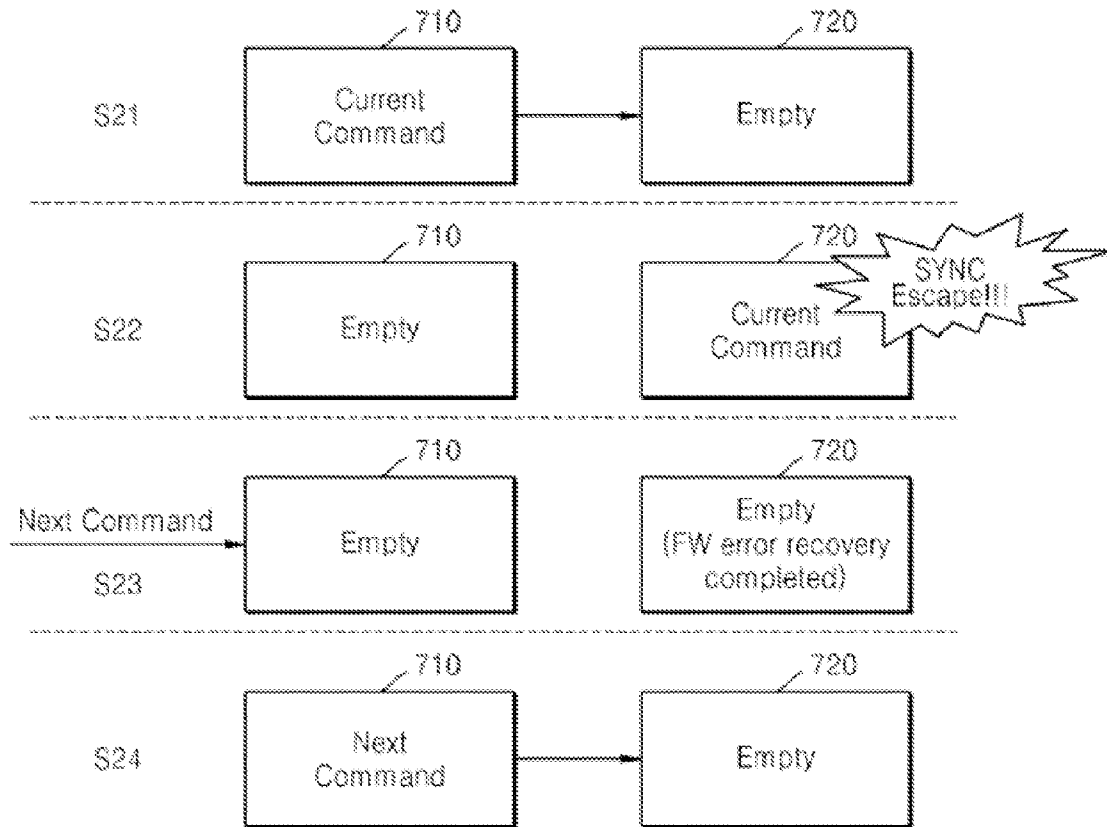 710
720
S21
Current
Command
Empty
710
720
SYNC
Escape!!!
S22
Empty
Current
Command
710
720
Next Command
S23
Empty
Empty
(FW error recovery
completed)
710
720
S24
Next
Command
Empty